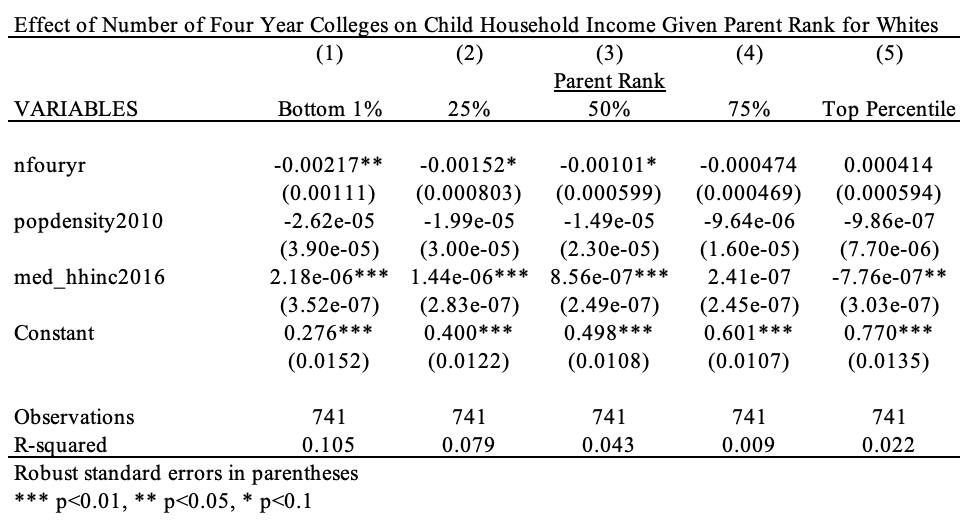 Effect of Number of Four Year Colleges on Child Household Income Given Parent Rank for Whites
(1) (2) (3) (4) (5)
Parent Rank
VARIABLES Bottom 1% 25% 50% 75% Top Percentile
nfouryr -0.00217** -0.00152* -0.00101* -0.000474 0.000414
(0.00111) (0.000803) (0.000599) (0.000469) (0.000594)
popdensity2010 -2.62e-05 -1.99e-05 -1.49e-05 -9.64e-06 -9.86e-07
(3.90e-05) (3.00e-05) (2.30e-05) (1.60e-05) (7.70e-06)
med_hhinc2016 2.18e-06*** 1.44e-06*** 8.56e-07*** 2.41e-07 -7.76e-07**
(3.52e-07) (2.83e-07) (2.49e-07) (2.45e-07) (3.03e-07)
Constant 0.276*** 0.400*** 0.498*** 0.601*** 0.770***
(0.0152) (0.0122) (0.0108) (0.0107) (0.0135)
Observations 741 741 741 741 741
R-squared 0.105 0.079 0.043 0.009 0.022
Robust standard errors in parentheses
*** p<0.01, ** p<0.05, * p<0.1